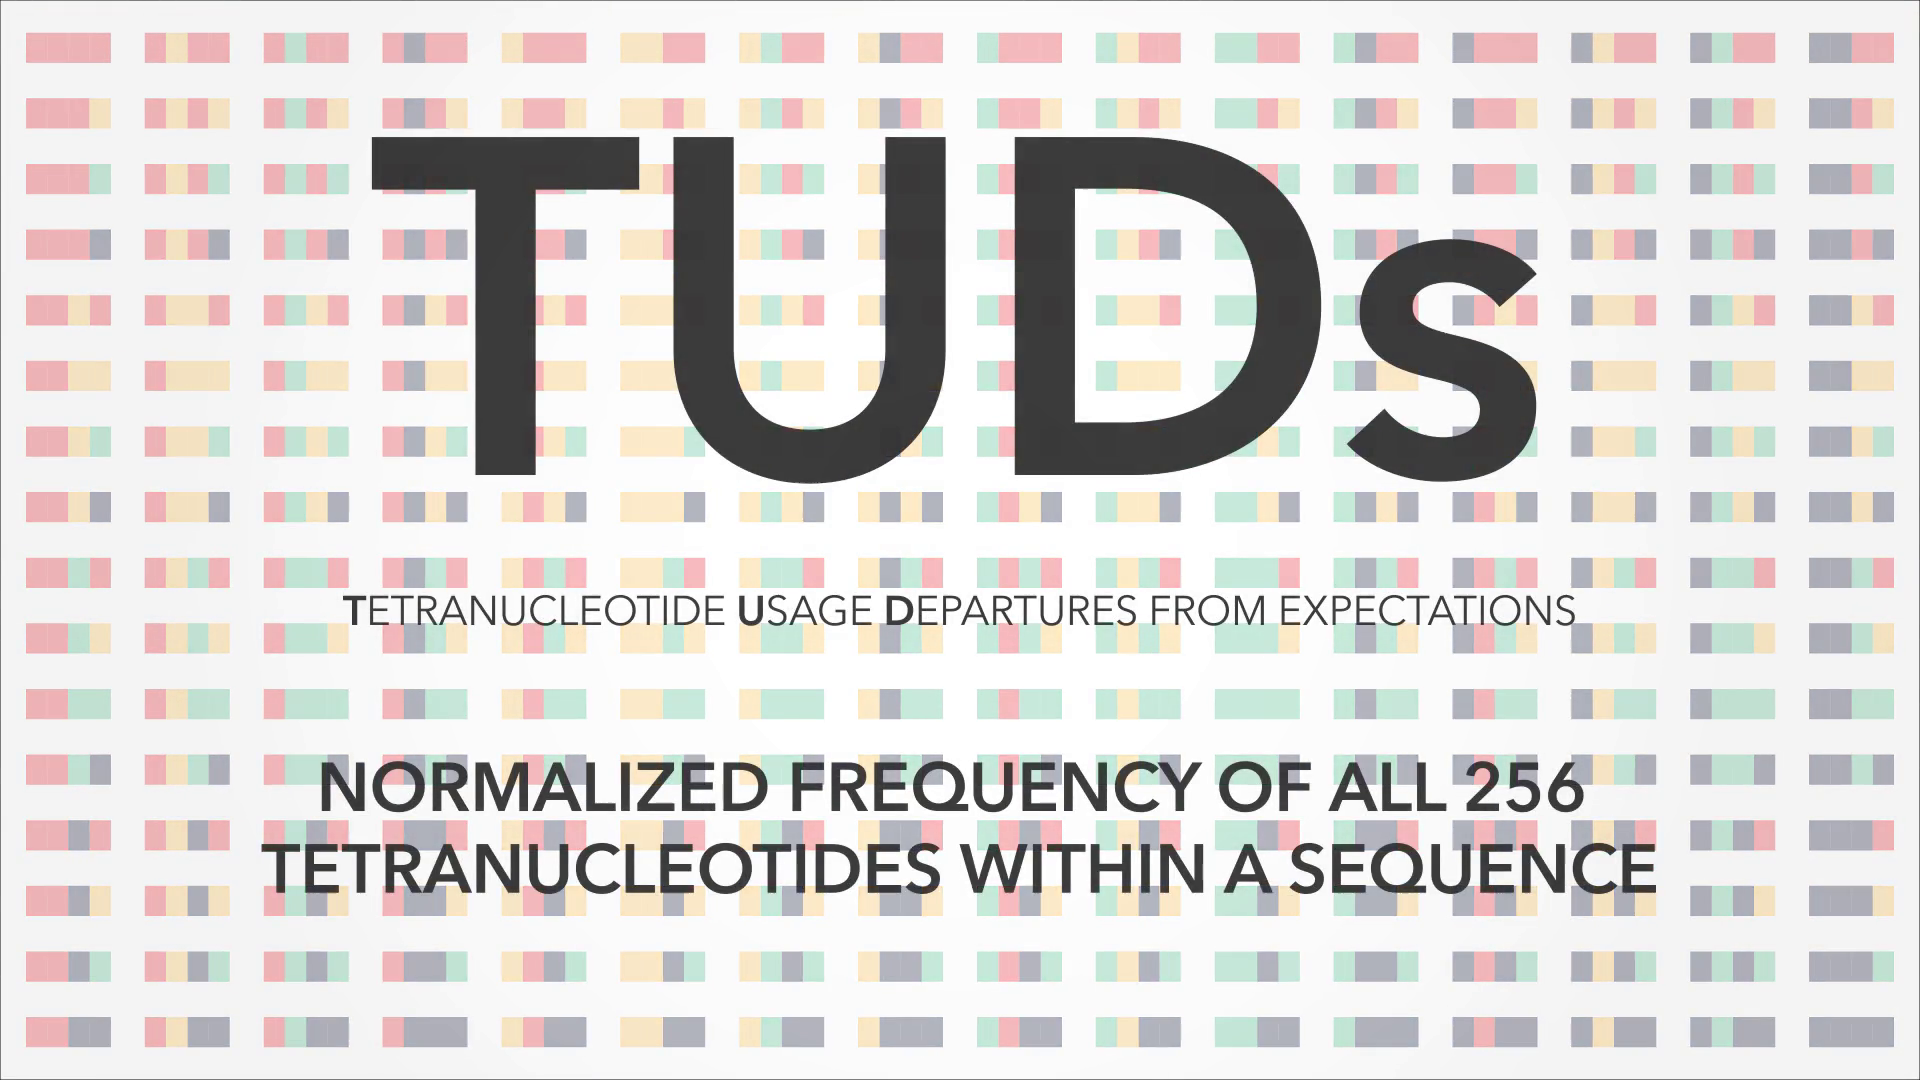 TUDs
TETRANUCLEOTIDE USAGE DEPARTURES FROM EXPECTATIONS
NORMALIZED FREQUENCY OF ALL 256
TETRANUCLEOTIDES WITHIN A SEQUENCE